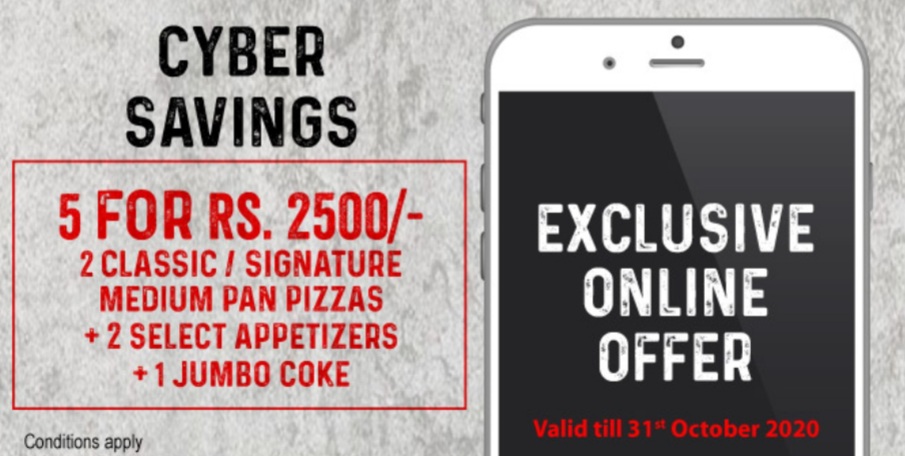 CYBER
SAVINGS
5 FOR RS. 2500/-
2 CLASSIC / SIGNATURE
MEDIUM PAN PIZZAS
+ 2 SELECT APPETIZERS
+ 1 JUMBO COKE
Conditions apply
EXCLUSIVE
ONLINE
OFFER
Valid till 31st October 2020